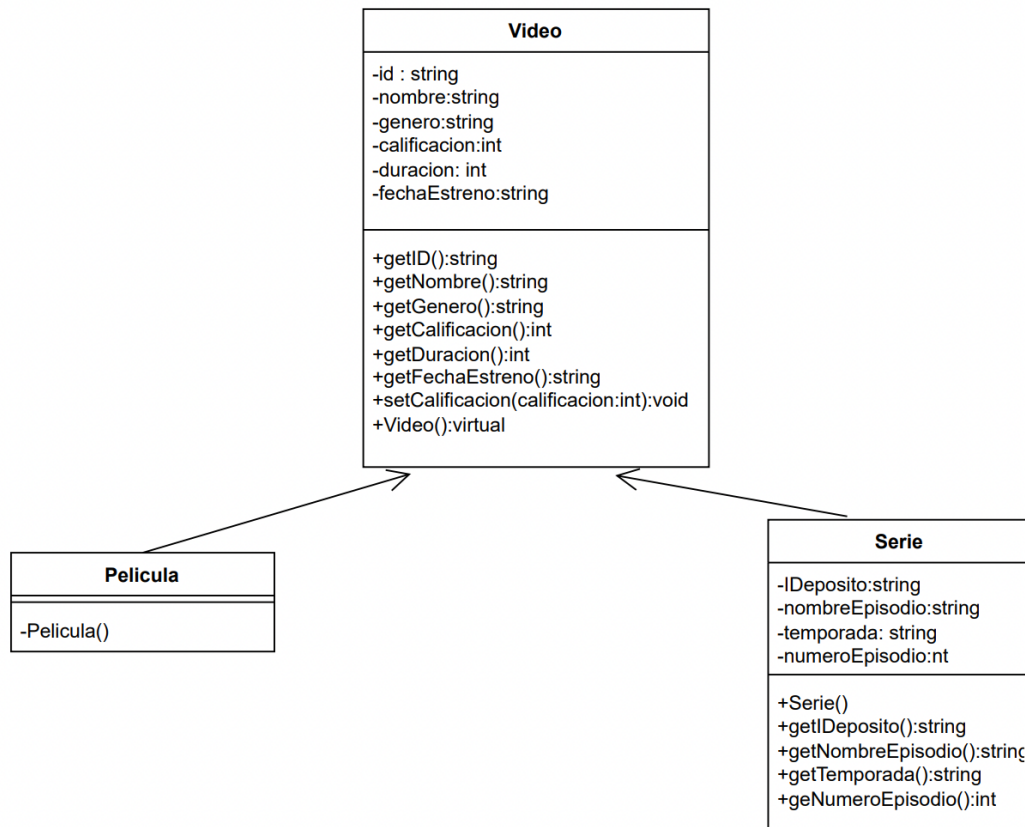 Video
-id : string
-nombre:string
-genero:string
-calificacion:int
-duracion: int
-fechaEstreno:string
+getID():string
+getNombre():string
+getGenero():string
+getCalificacion():int
+getDuracion():int
+getFechaEstreno():string
+setCalificacion(calificacion:int):void
+Video():virtual
Pelicula
-Pelicula()
Serie
-IDeposito:string
-nombreEpisodio:string
-temporada: string
-numeroEpisodio:nt
+Serie()
+getIDeposito():string
+getNombreEpisodio():string
+getTemporada():string
+geNumeroEpisodio():int